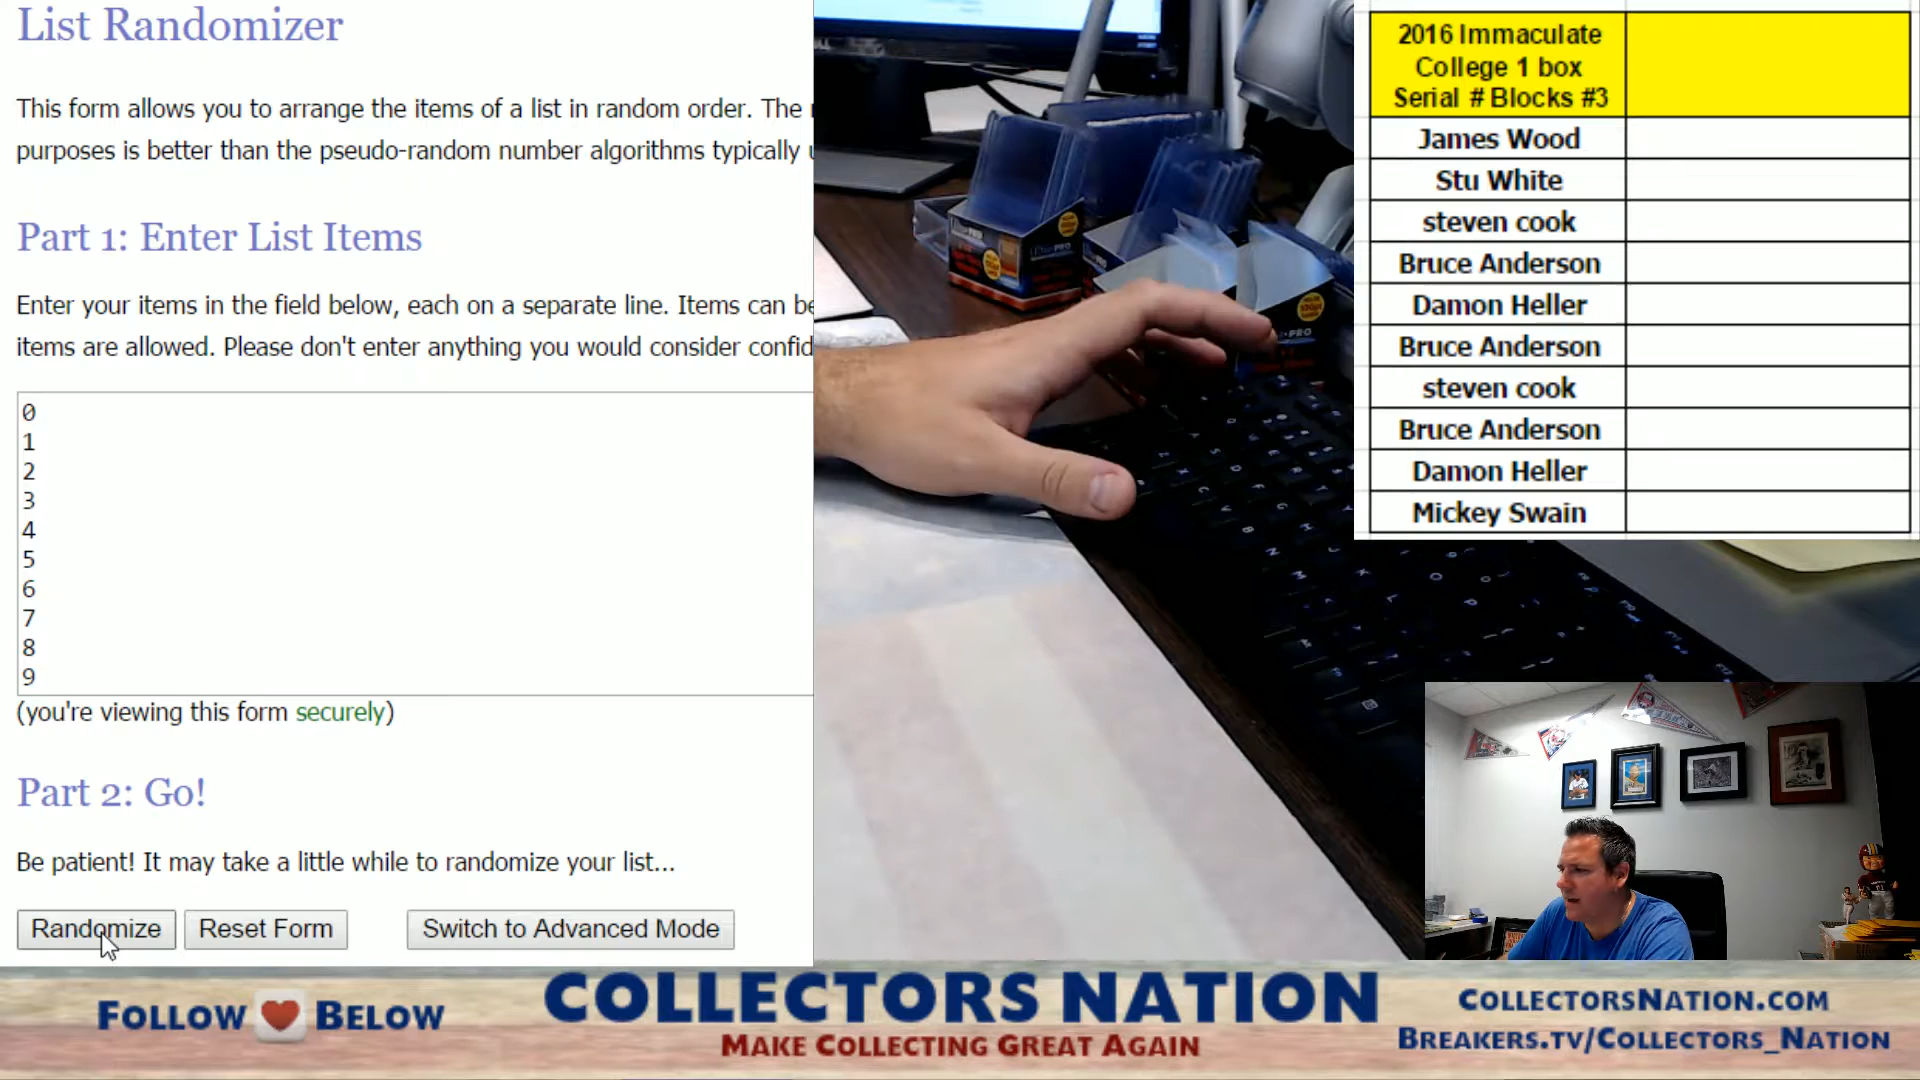 List Randomizer
This form allows you to arrange the items of a list in random order. The
purposes is better than the pseudo-random number algorithms typically
Part 1: Enter List Items
Enter your items in the field below, each on a separate line. Items can be
items are allowed. Please don't enter anything you would consider confid
0
1
2
3
4
5
6
7
8
9
(you're viewing this form securely)
Part 2: Go!
Be patient! It may take a little while to randomize your list...
Randomize
Reset Form
Switch to Advanced Mode
2016 Immaculate
College 1 box
Serial # Blocks #3
James Wood
Stu White
steven cook
Bruce Anderson
Damon Heller
Bruce Anderson
steven cook
Bruce Anderson
Damon Heller
Mickey Swain
FOLLOW BELOW
COLLECTORS NATION
MAKE COLLECTING GREAT AGAIN
COLLECTORSNATION.COM
BREAKERS.TV/COLLECTORS_NATION